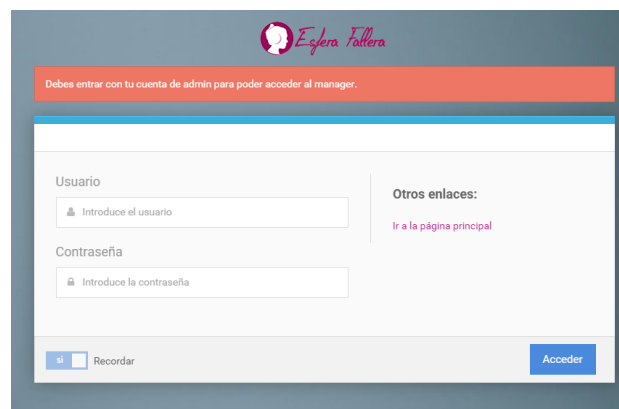 Esfera Fallera
Debes entrar con tu cuenta de admin para poder acceder al manager.
Usuario
Introduce el usuario
Contraseña
Introduce la contraseña
Otros enlaces:
Ir a la página principal
si
Recordar
Acceder